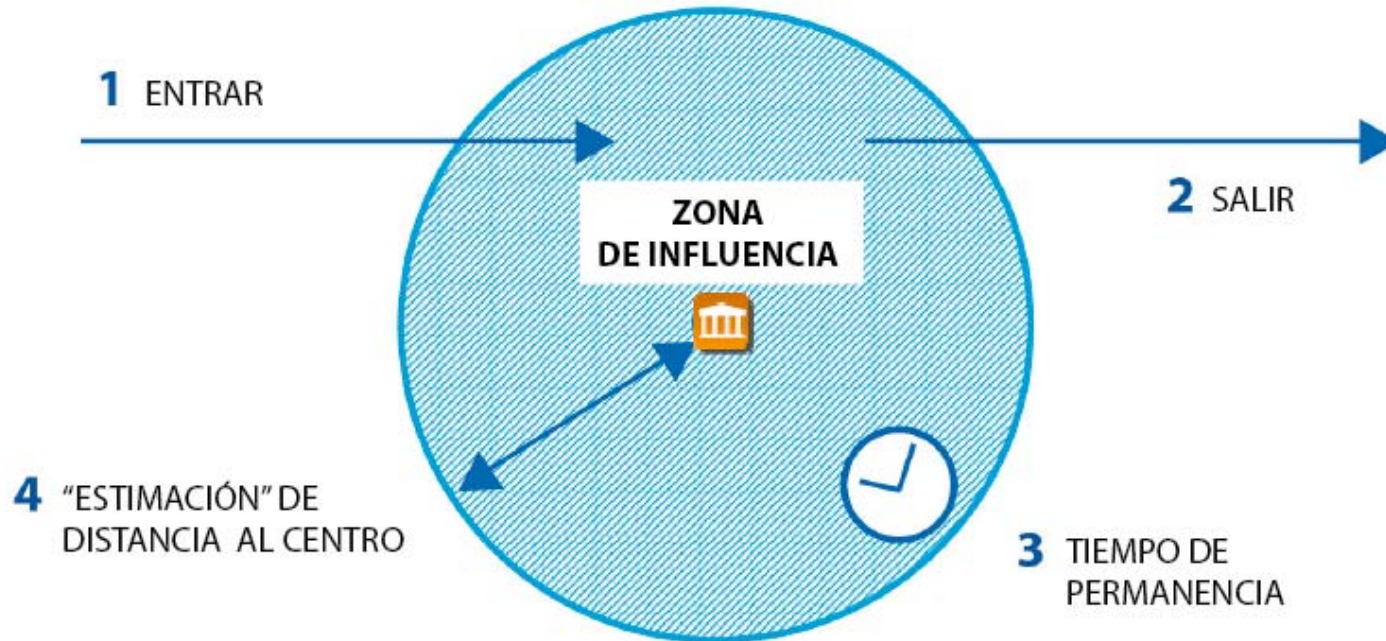 1 ENTRAR
2 SALIR
ZONA
DE INFLUENCIA
4 “ESTIMACIÓN” DE
DISTANCIA AL CENTRO
3 TIEMPO DE
PERMANENCIA